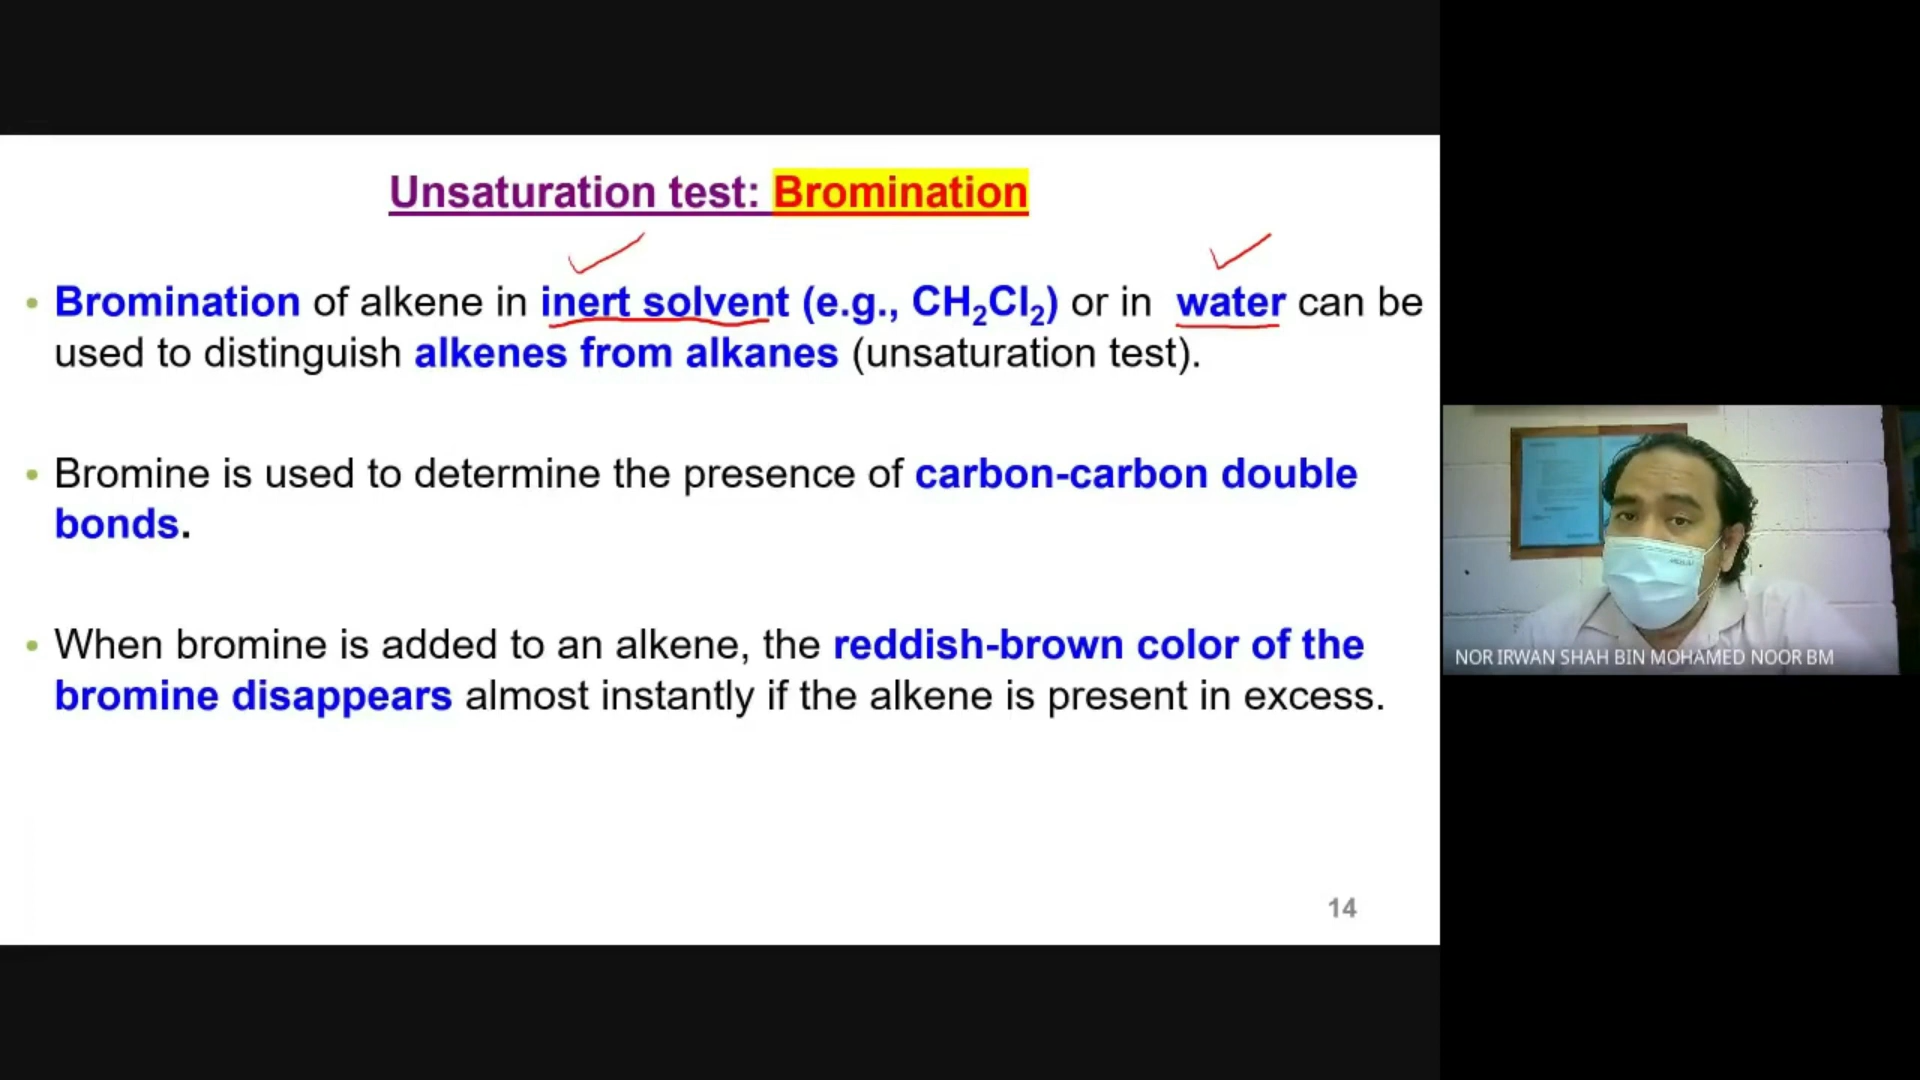 Unsaturation test: Bromination
• Bromination of alkene in inert solvent (e.g., CH₂Cl₂) or in water can be
used to distinguish alkenes from alkanes (unsaturation test).
• Bromine is used to determine the presence of carbon-carbon double
bonds.
• When bromine is added to an alkene, the reddish-brown color of the
bromine disappears almost instantly if the alkene is present in excess.
14
NOR IRWAN SHAH BIN MOHAMED NOOR BM